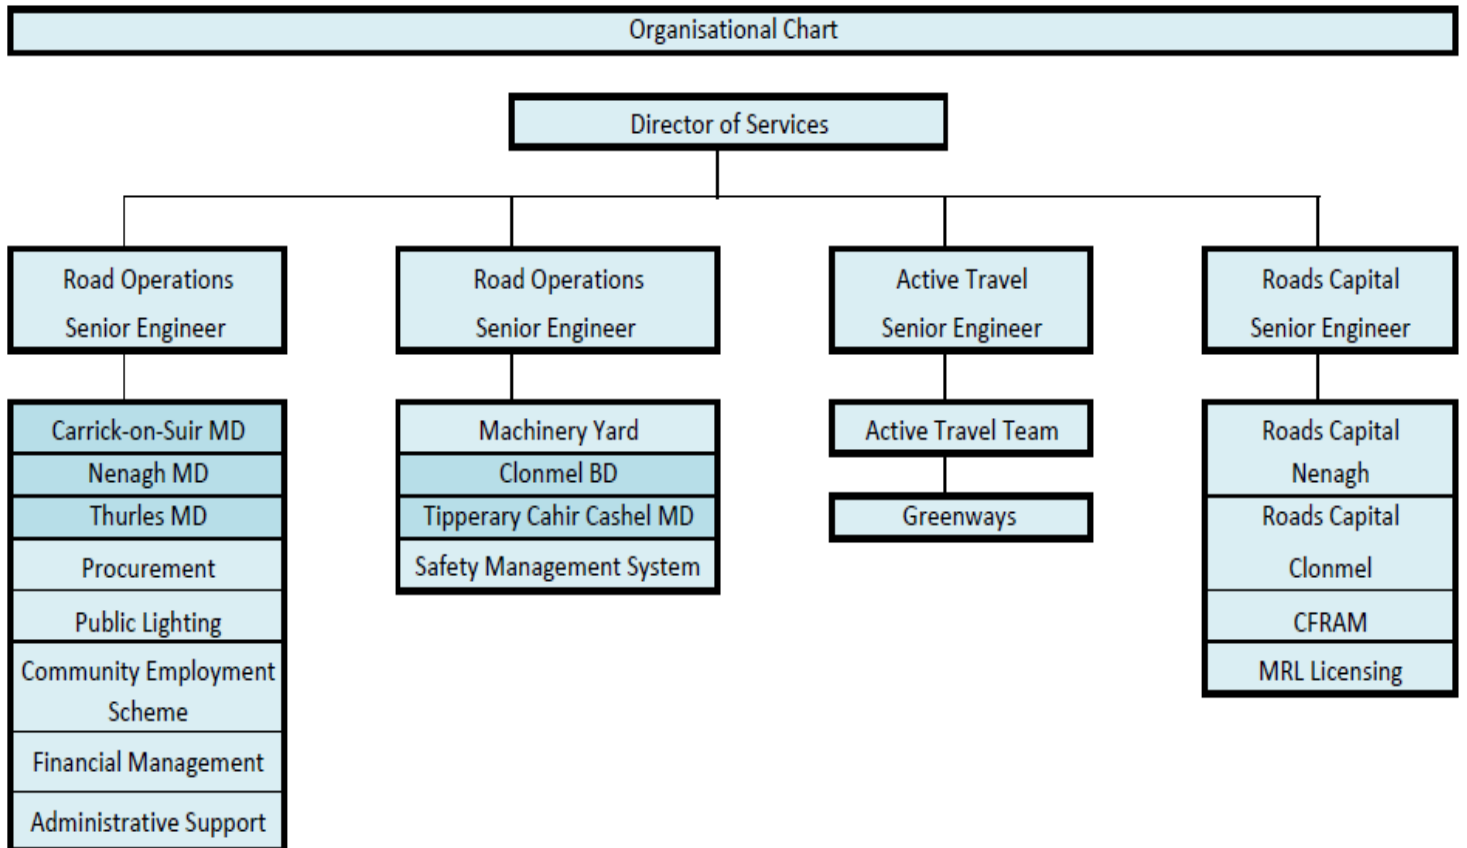 Organisational Chart
Director of Services
Road Operations
Senior Engineer
Road Operations
Senior Engineer
Active Travel
Senior Engineer
Roads Capital
Senior Engineer
Carrick-on-Suir MD
Nenagh MD
Thurles MD
Procurement
Public Lighting
Community Employment
Scheme
Financial Management
Administrative Support
Machinery Yard
Clonmel BD
Tipperary Cahir Cashel MD
Safety Management System
Active Travel Team
Greenways
Roads Capital
Nenagh
Roads Capital
Clonmel
CFRAM
MRL Licensing